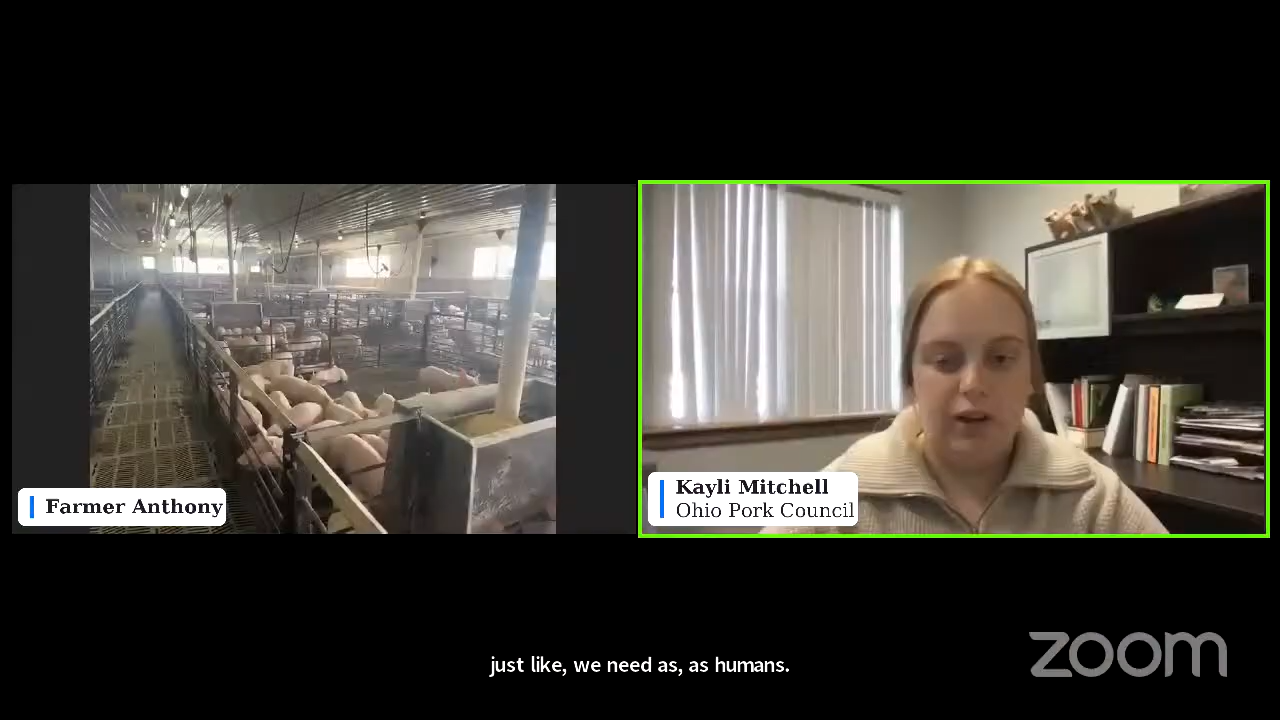 Farmer Anthony
Kayli Mitchell
Ohio Pork Council
just like, we need as, as humans.
zoom